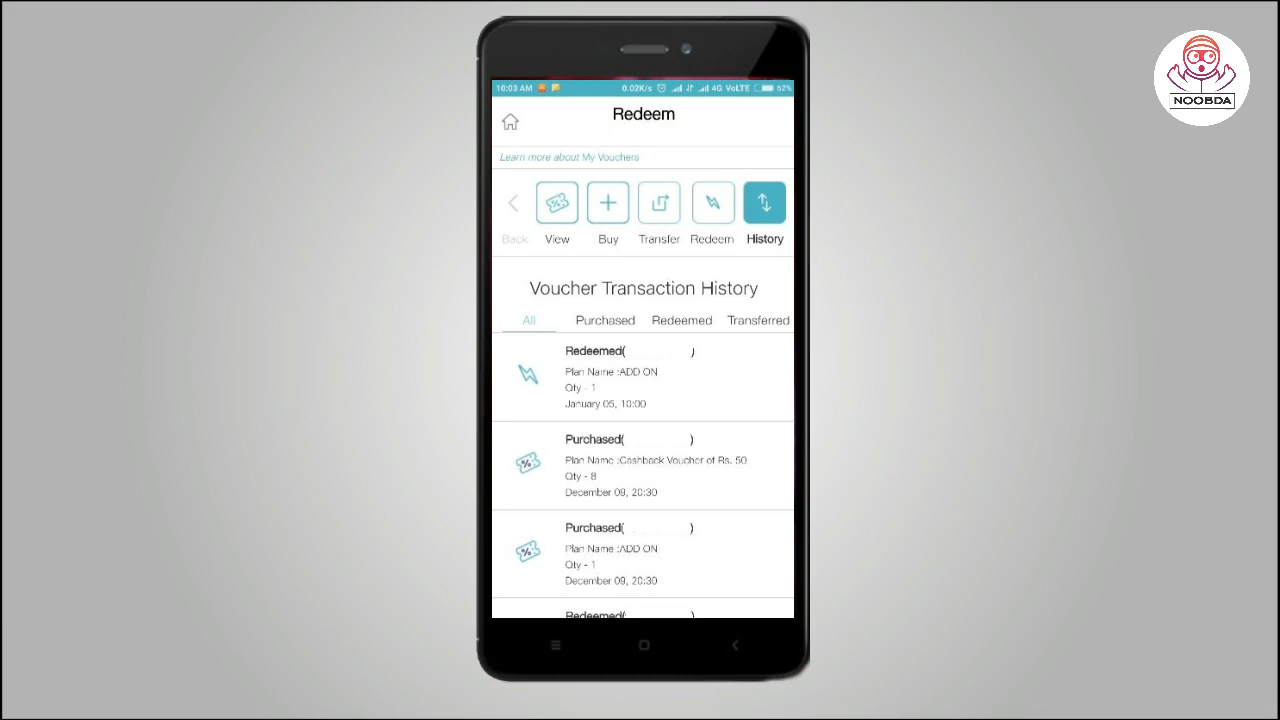 NOOBDA
10:03 AM 0.02K/s 4G VoLTE 62%
Redeem
Learn more about My Vouchers
Back View Buy Transfer Redeem History
Voucher Transaction History
All Purchased Redeemed Transferred
Redeemed( )
Plan Name :ADD ON
Qty - 1
January 05, 10:00
Purchased( )
Plan Name :Cashback Voucher of Rs. 50
Qty - 8
December 09, 20:30
Purchased( )
Plan Name :ADD ON
Qty - 1
December 09, 20:30
Redeemed( )